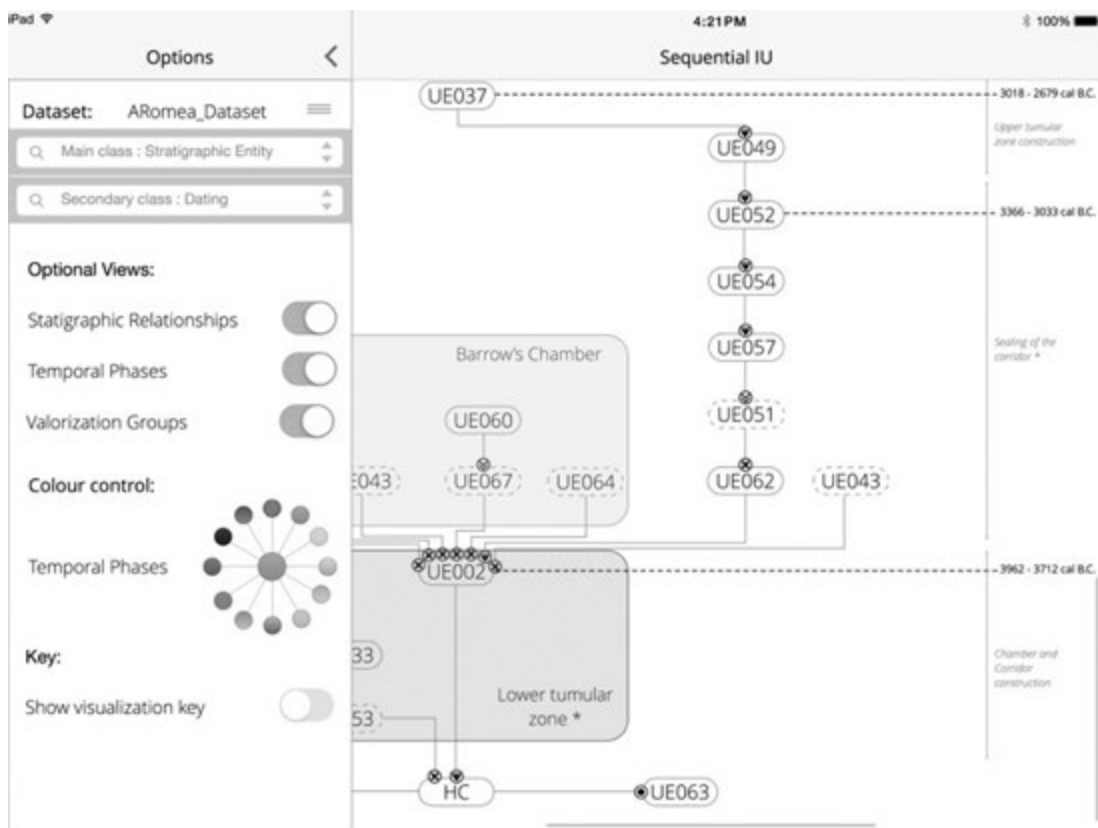 iPad
4:21PM
100%
Options
Sequential IU
Dataset: ARomea_Dataset
Main class : Stratigraphic Entity
Secondary class : Dating
Optional Views:
Statigraphic Relationships
Temporal Phases
Valorization Groups
Colour control:
Temporal Phases
Key:
Show visualization key
UE037
3018 - 2679 cal B.C.
Upper tumular
zone construction
UE049
UE052
3366 - 3033 cal B.C.
UE054
Barrow's Chamber
UE057
Sealing of the
corridor *
UE060
UE051
E043
UE067
UE064
UE062
UE043
UE002
3962 - 3712 cal B.C.
33
Chamber and
Corridor
construction
Lower tumular
zone *
53
HC
UE063